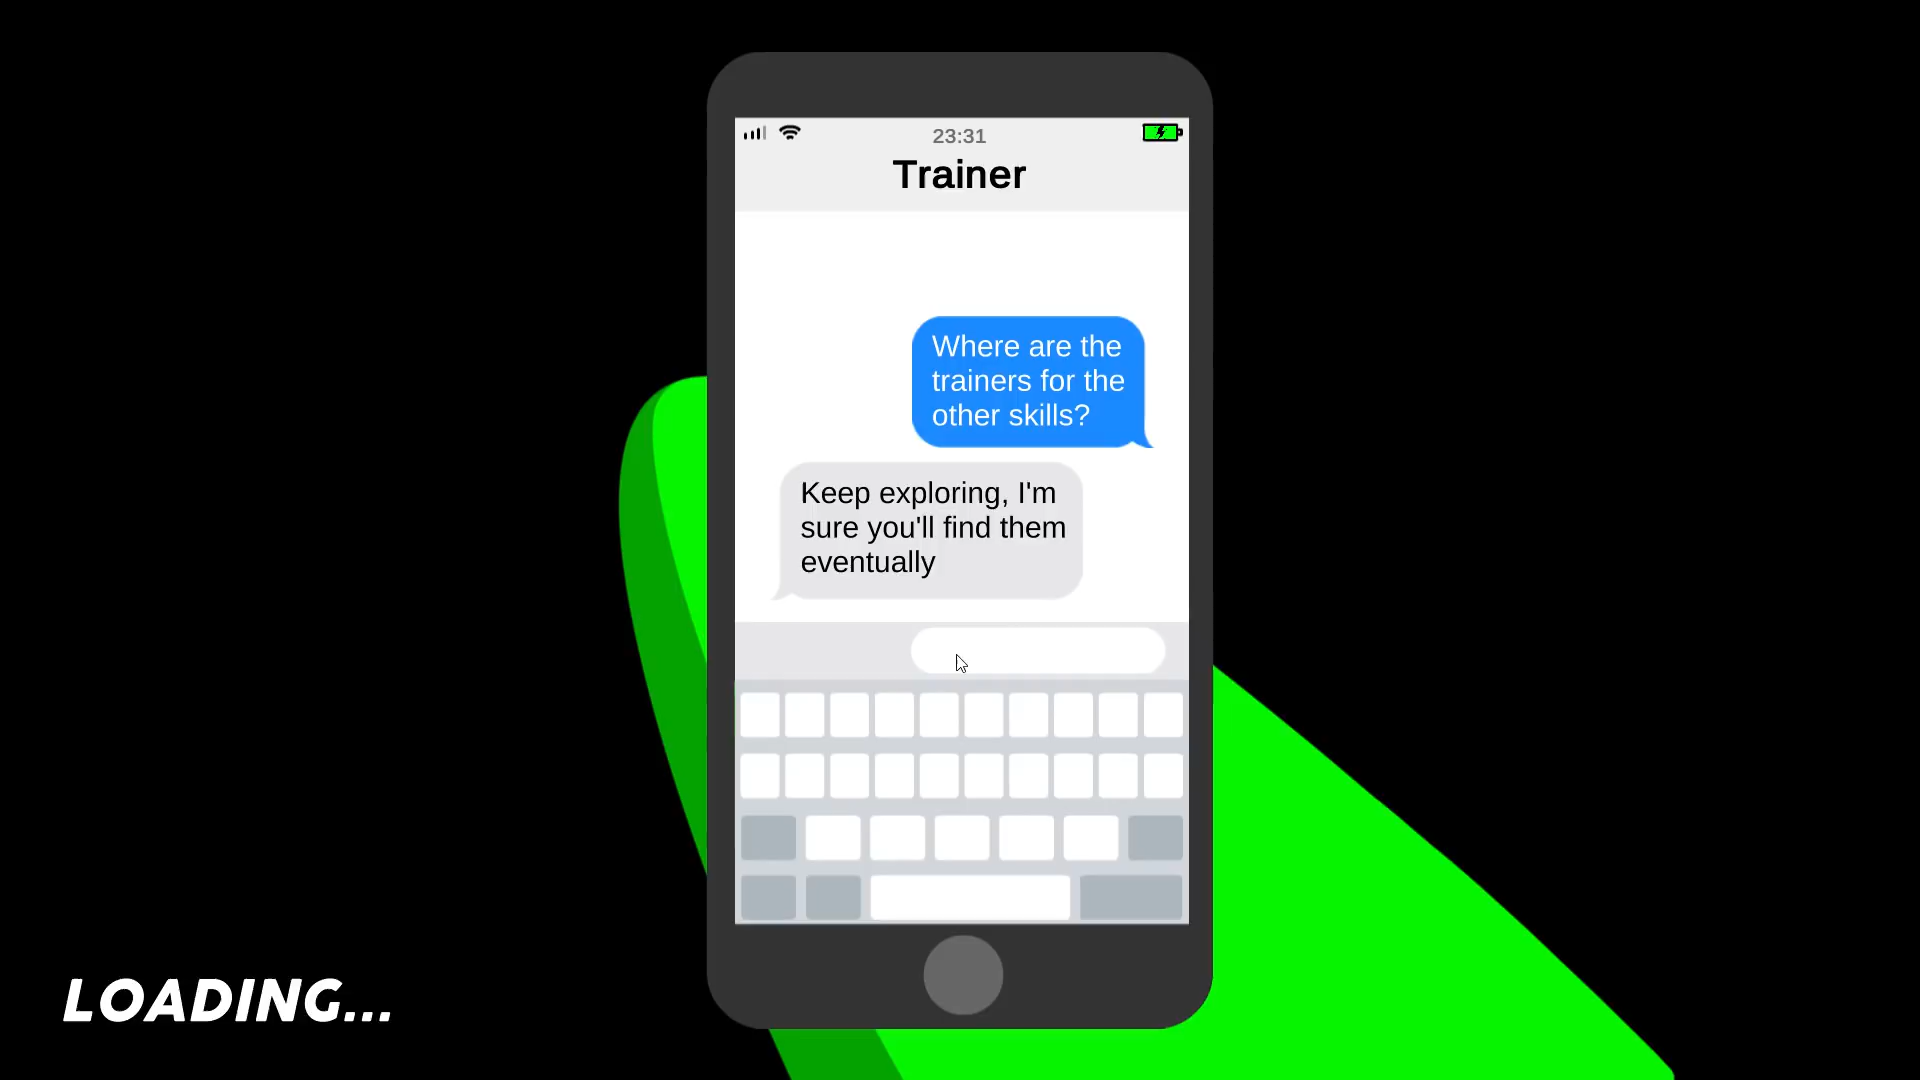 23:31
Trainer
Where are the
trainers for the
other skills?
Keep exploring, I'm
sure you'll find them
eventually
LOADING...